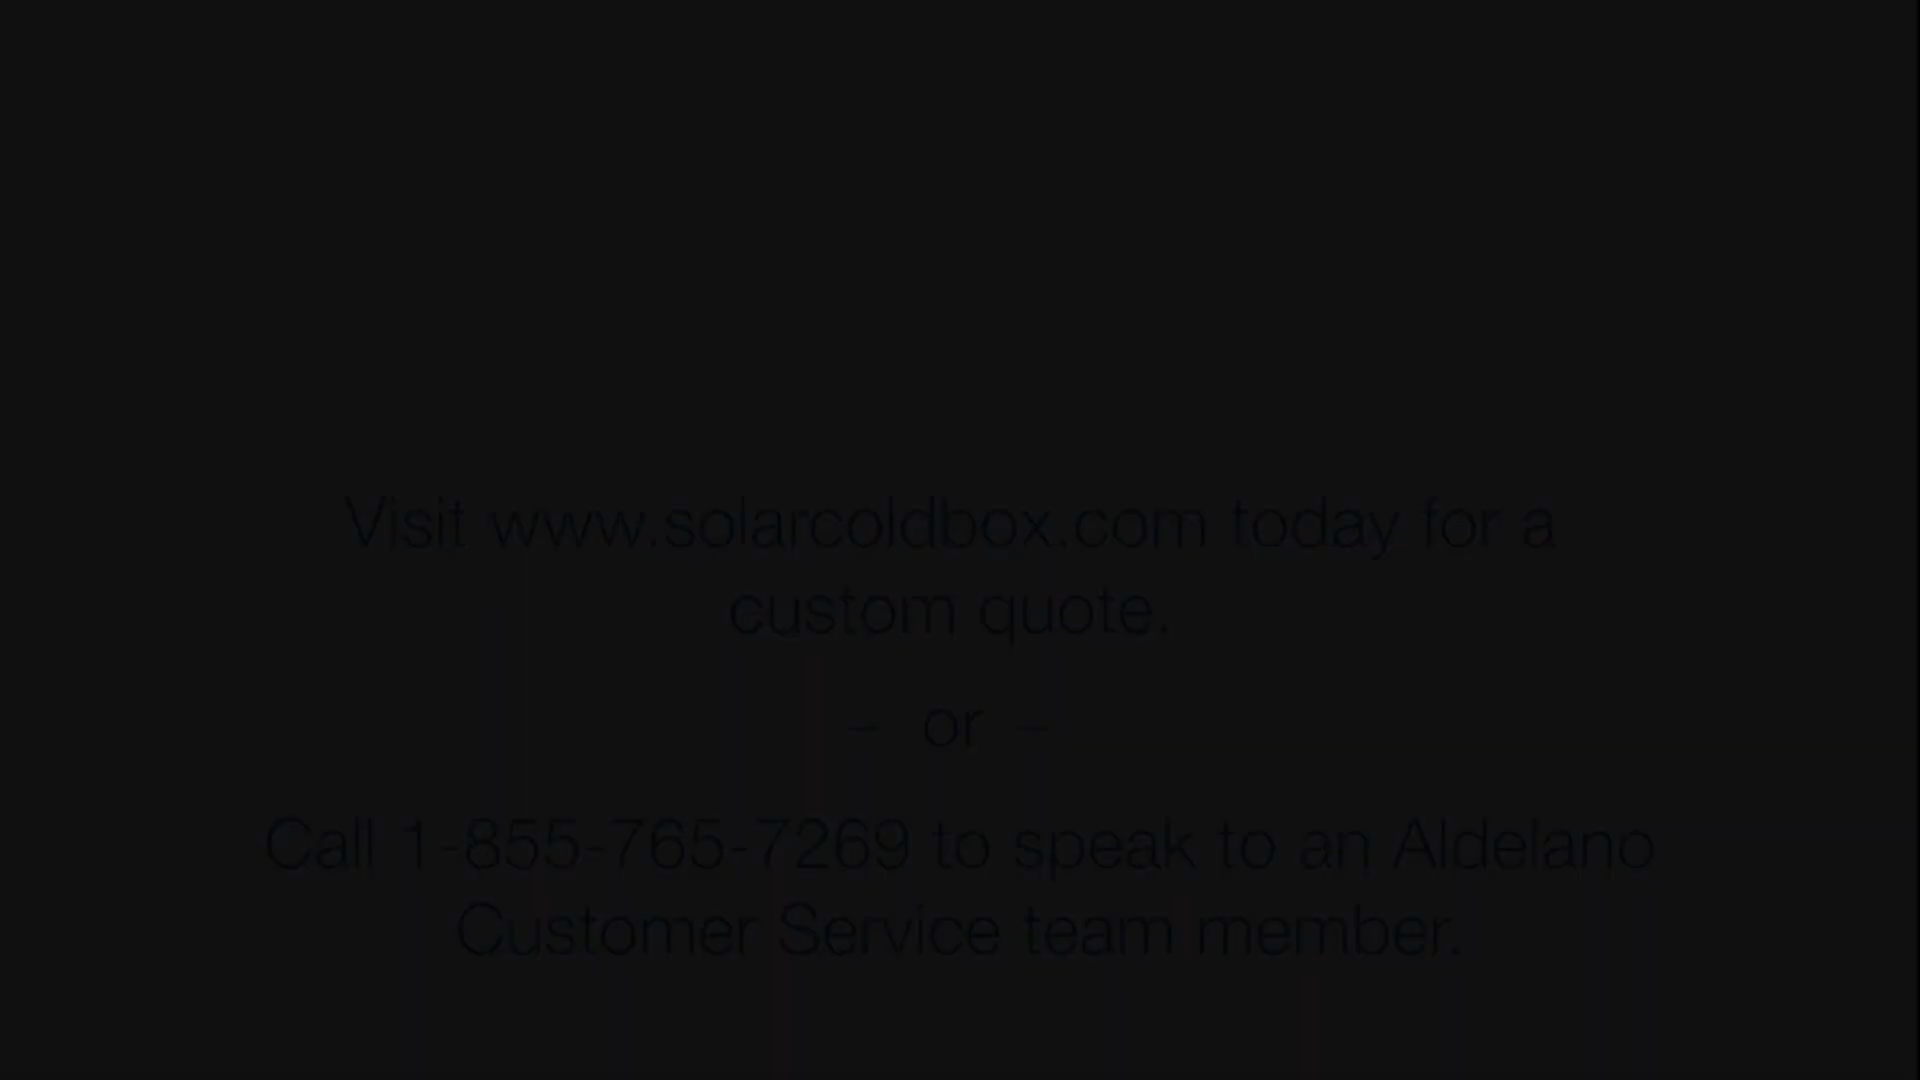 Visit www.solarcoldbox.com today for a
custom quote.
- or -
Call 1-855-765-7269 to speak to an Aldelano
Customer Service team member.